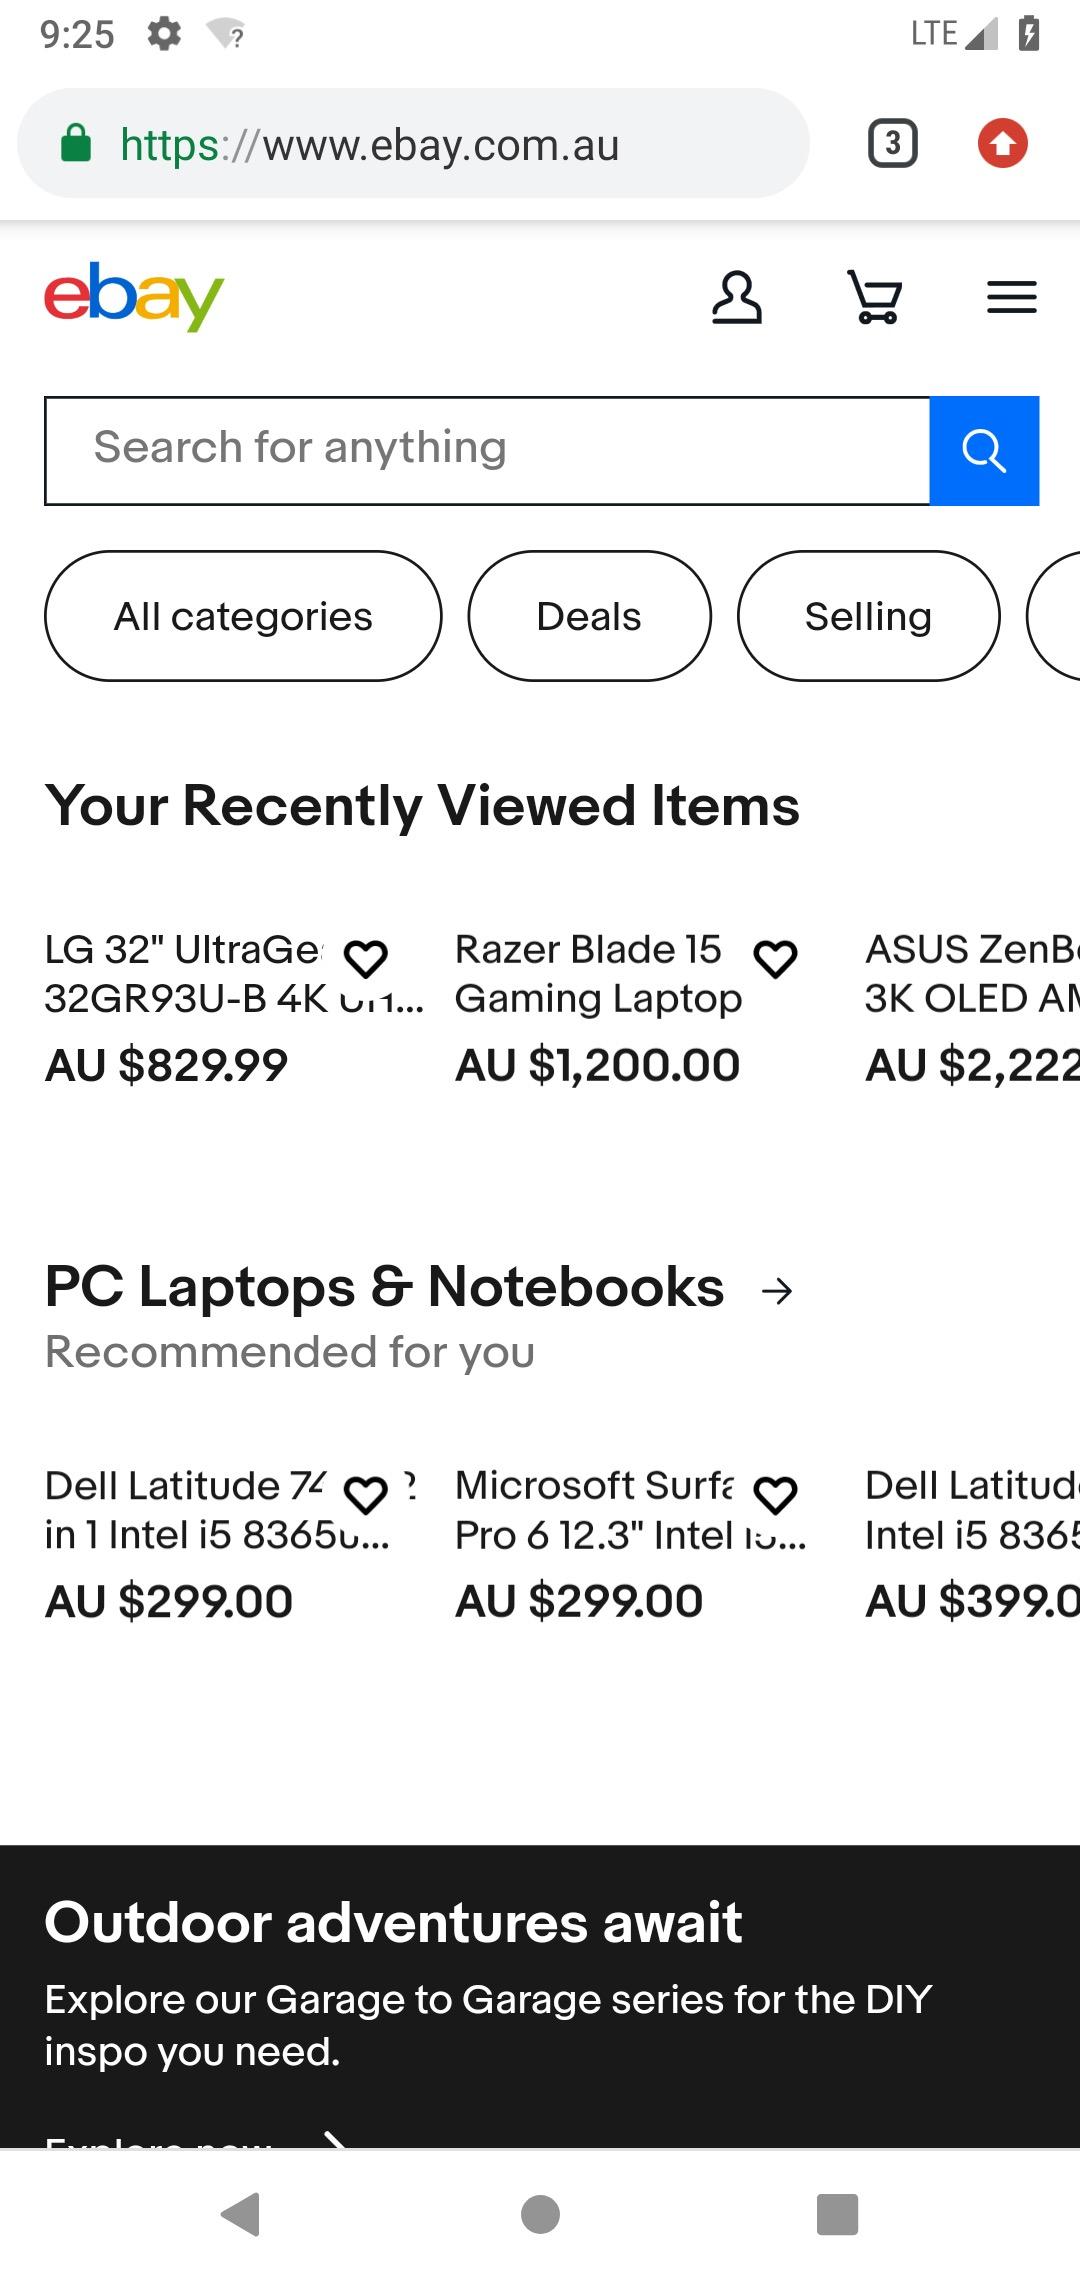 9:25
LTE
https://www.ebay.com.au
3
ebay
Search for anything
All categories
Deals
Selling
Your Recently Viewed Items
LG 32" UltraGe
32GR93U-B 4K
AU $829.99
Razer Blade 15
Gaming Laptop
AU $1,200.00
ASUS ZenB
3K OLED AM
AU $2,222
PC Laptops & Notebooks
Recommended for you
Dell Latitude 74
in 1 Intel i5 8365U...
AU $299.00
Microsoft Surfa
Pro 6 12.3" Intel i5...
AU $299.00
Dell Latitud
Intel i5 8365
AU $399.0
Outdoor adventures await
Explore our Garage to Garage series for the DIY
inspo you need.
Explore now